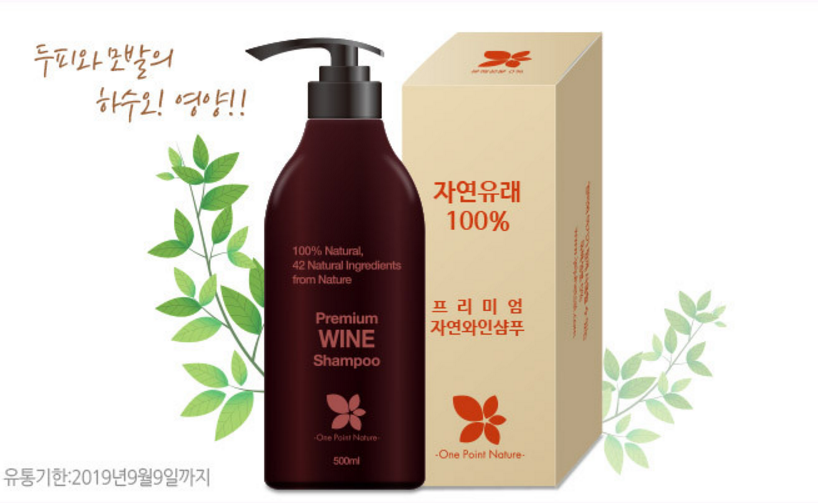 두피와 모발의
하수오! 영양!!
자연유래
100%
프리미엄
자연와인샴푸
-One Point Nature-
100% Natural,
42 Natural Ingredients
from Nature
Premium
WINE
Shampoo
-One Point Nature-
500ml
유통기한:2019년9월9일까지